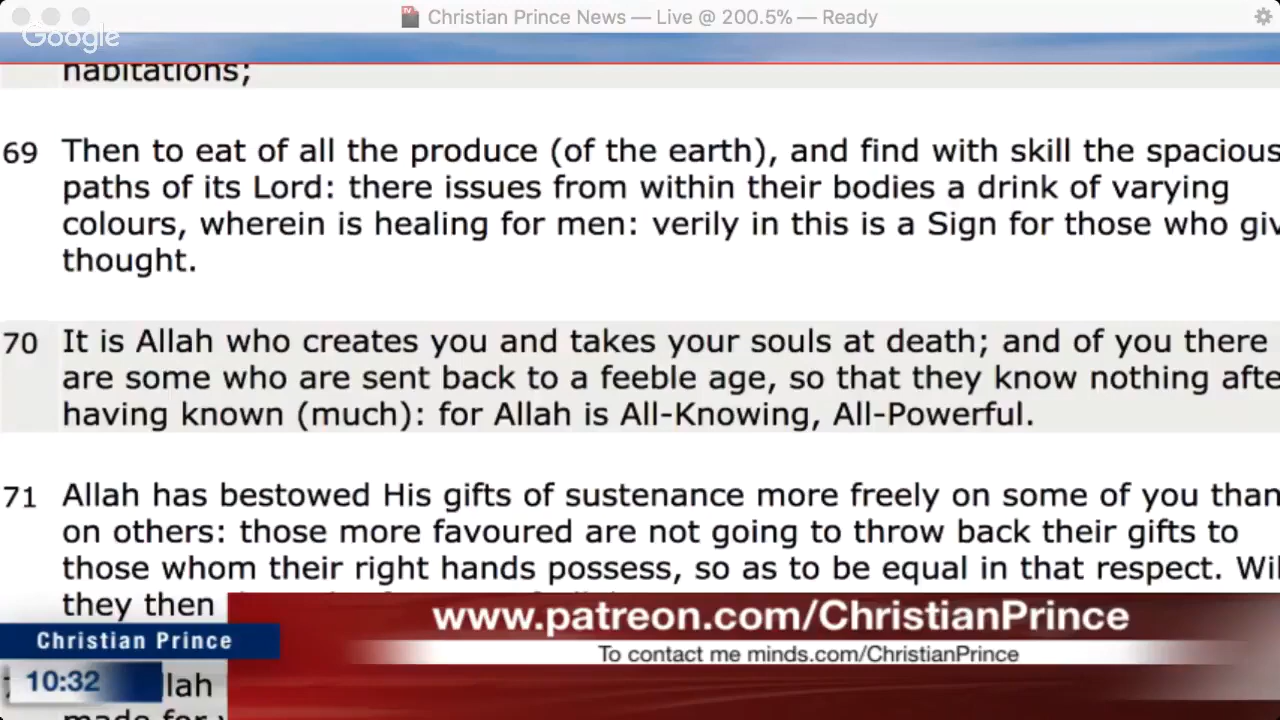 Christian Prince News — Live @ 200.5% — Ready
Google
habitations;
69 Then to eat of all the produce (of the earth), and find with skill the spacious
paths of its Lord: there issues from within their bodies a drink of varying
colours, wherein is healing for men: verily in this is a Sign for those who giv
thought.
70 It is Allah who creates you and takes your souls at death; and of you there
are some who are sent back to a feeble age, so that they know nothing afte
having known (much): for Allah is All-Knowing, All-Powerful.
71 Allah has bestowed His gifts of sustenance more freely on some of you than
on others: those more favoured are not going to throw back their gifts to
those whom their right hands possess, so as to be equal in that respect. Wil
they then
www.patreon.com/ChristianPrince
Christian Prince
To contact me minds.com/ChristianPrince
10:32
llah
made for